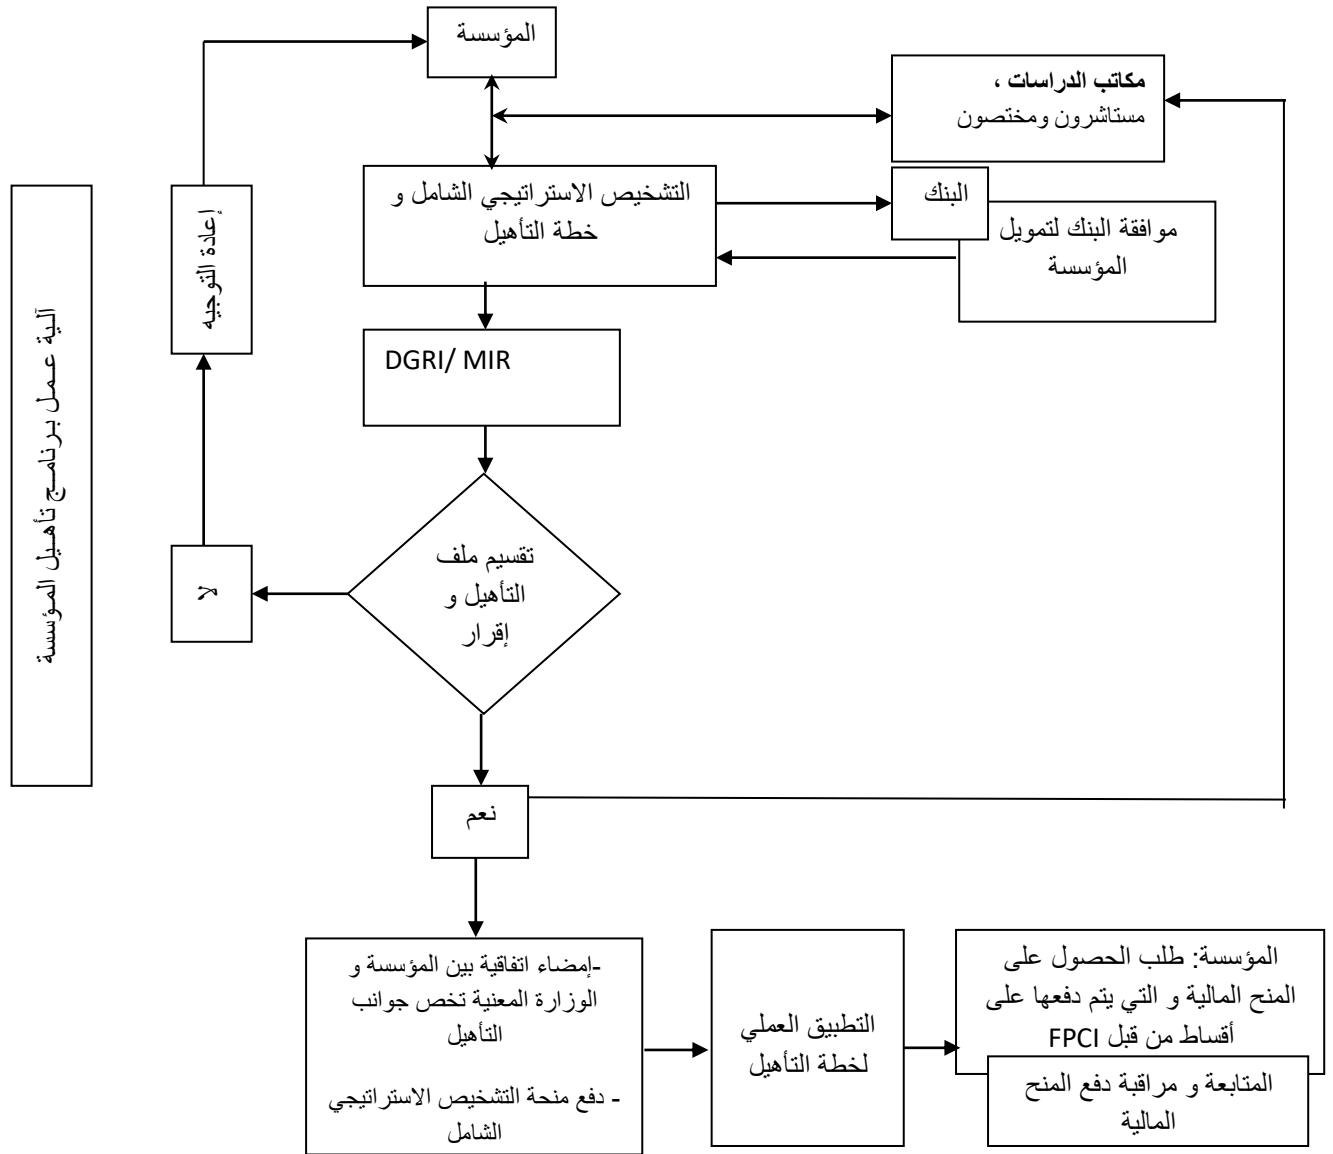 المؤسسة
مكاتب الدراسات ،
مستاشرون ومختصون
التشخيص الاستراتيجي الشامل و
خطة التأهيل
البنك
موافقة البنك لتمويل
المؤسسة
إعادة التوجيه
آلية عمل برنامج تأهيل المؤسسة
DGRI/ MIR
تقسيم ملف
التأهيل و
إقرار
لا
نعم
-إمضاء اتفاقية بين المؤسسة و
الوزارة المعنية تخص جوانب
التأهيل
- دفع منحة التشخيص الاستراتيجي
الشامل
التطبيق العملي
لخطة التأهيل
المؤسسة: طلب الحصول على
المنح المالية و التي يتم دفعها على
أقساط من قبل FPCI
المتابعة و مراقبة دفع المنح
المالية